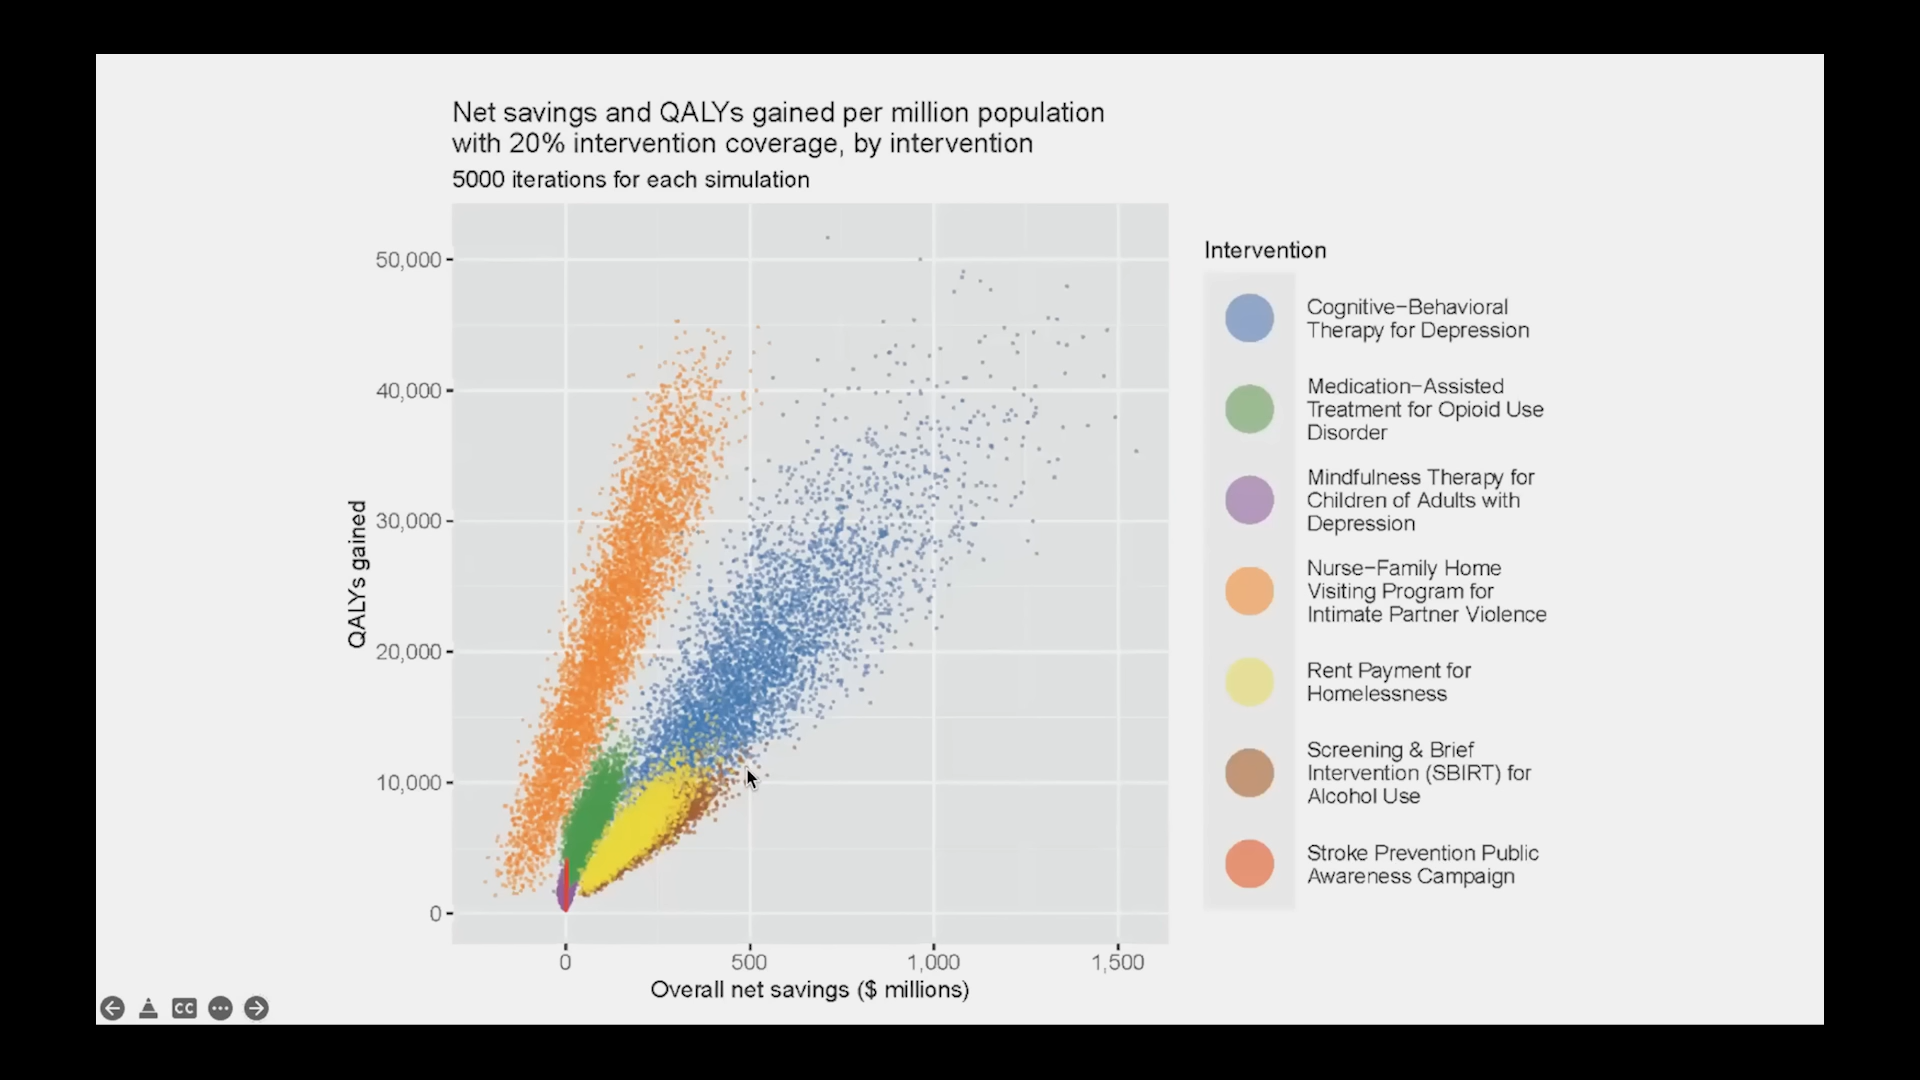 Net savings and QALYs gained per million population
with 20% intervention coverage, by intervention
5000 iterations for each simulation
50,000
40,000
30,000
20,000
10,000
0
QALYs gained
0
500
1,000
1,500
Overall net savings ($ millions)
Intervention
Cognitive−Behavioral
Therapy for Depression
Medication−Assisted
Treatment for Opioid Use
Disorder
Mindfulness Therapy for
Children of Adults with
Depression
Nurse−Family Home
Visiting Program for
Intimate Partner Violence
Rent Payment for
Homelessness
Screening & Brief
Intervention (SBIRT) for
Alcohol Use
Stroke Prevention Public
Awareness Campaign
CC